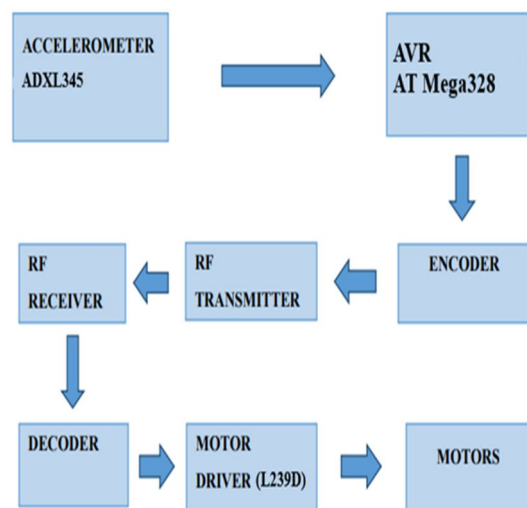 ACCELEROMETER
ADXL345
AVR
AT Mega328
ENCODER
RF
TRANSMITTER
RF
RECEIVER
DECODER
MOTOR
DRIVER (L239D)
MOTORS